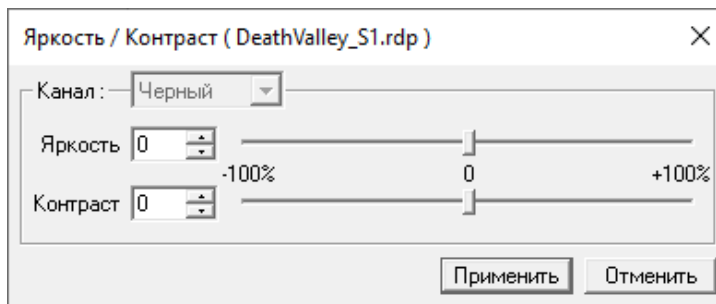 Яркость / Контраст ( DeathValley_S1.rdp )
Канал : Черный
Яркость 0
-100% 0 +100%
Контраст 0
Применить Отменить